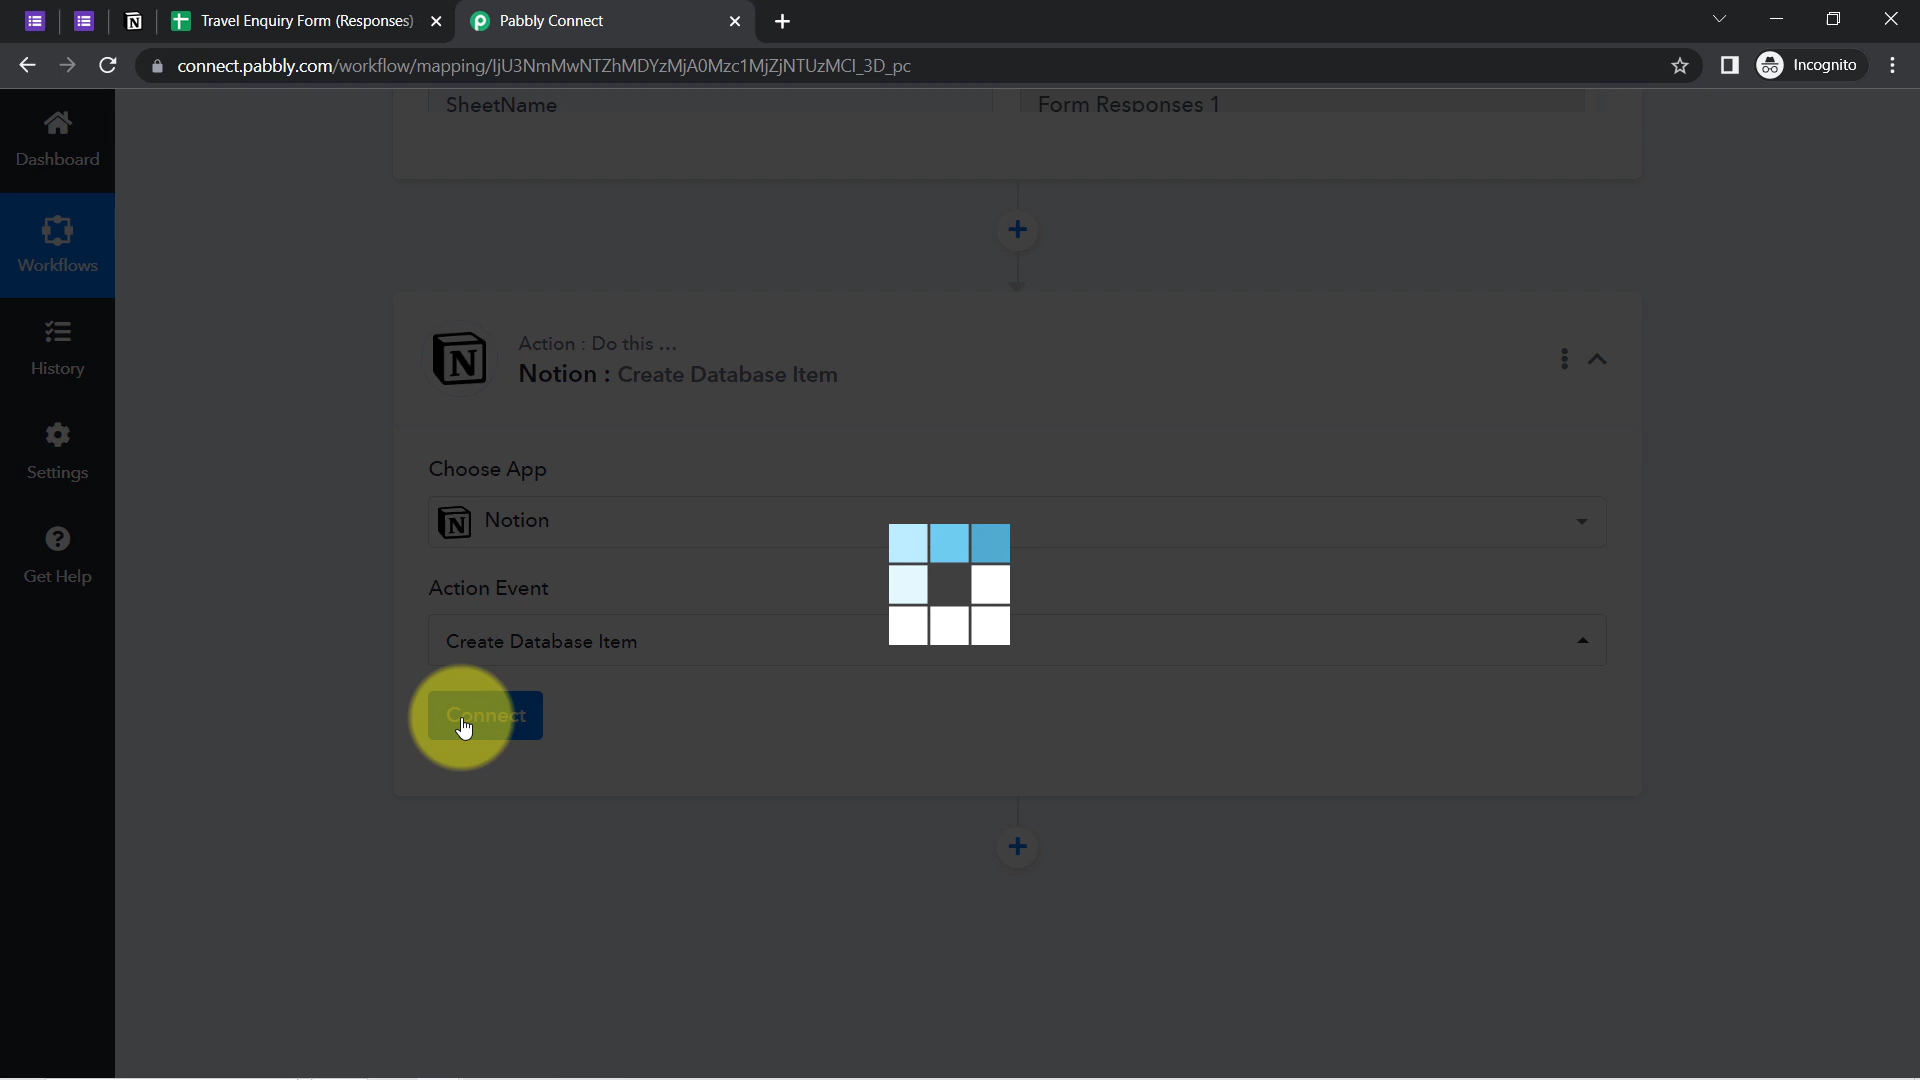 Travel Enquiry Form (Responses)
Pabbly Connect
connect.pabbly.com/workflow/mapping/IjU3NmMwNTZhMDYzMjA0Mzc1MjZjNTUzMCI_3D_pc
Incognito
SheetName
Form Responses 1
Dashboard
Workflows
History
Settings
Get Help
Action : Do this ...
Notion : Create Database Item
Choose App
Notion
Action Event
Create Database Item
Connect